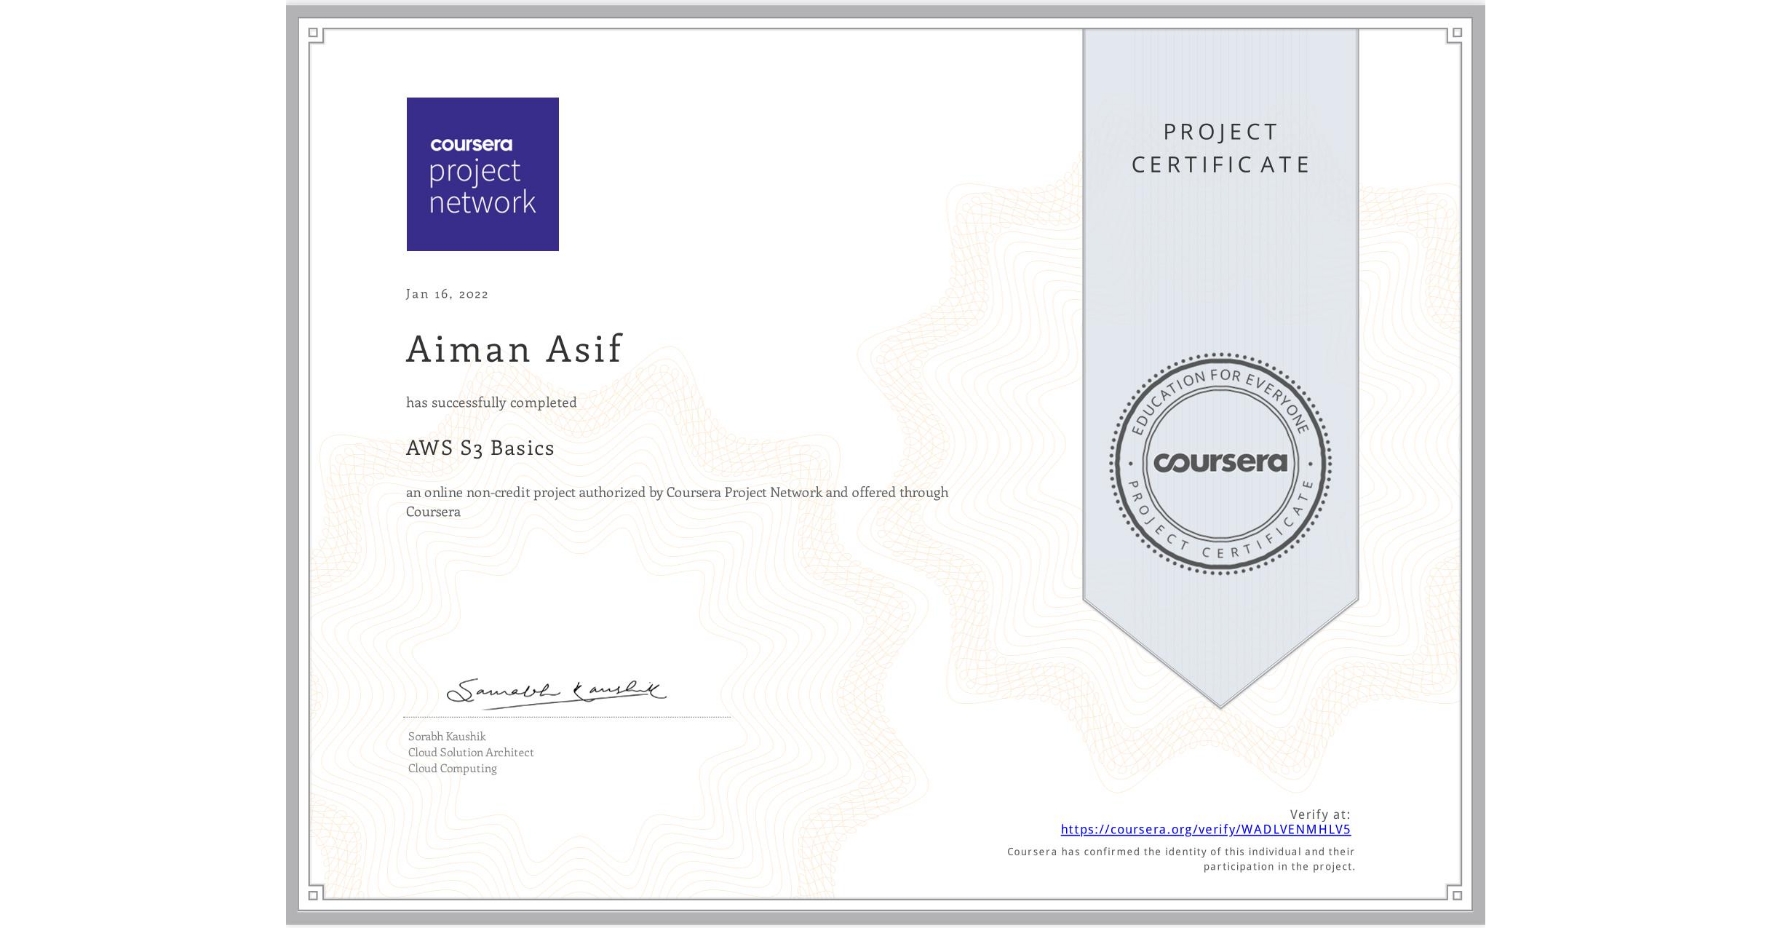 coursera
project
network
PROJECT
CERTIFICATE
Jan 16, 2022
Aiman Asif
has successfully completed
AWS S3 Basics
an online non-credit project authorized by Coursera Project Network and offered through
Coursera
EDUCATION FOR EVERYONE
coursera
PROJECT CERTIFICATE
Sorabh Kaushik
Cloud Solution Architect
Cloud Computing
Verify at:
https://coursera.org/verify/WADLVENMHLV5
Coursera has confirmed the identity of this individual and their
participation in the project.